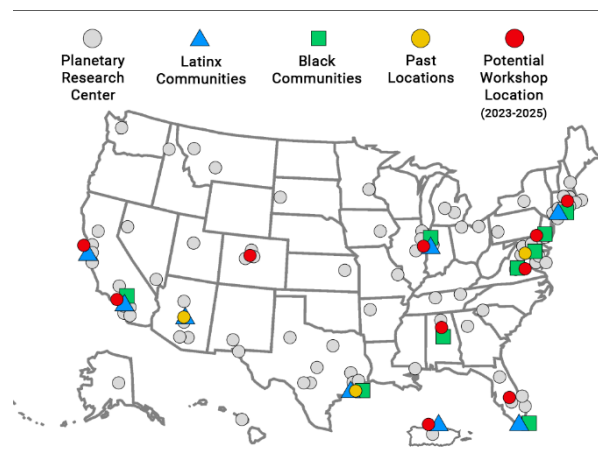 Planetary
Research
Center
Latinx
Communities
Black
Communities
Past
Locations
Potential
Workshop
Location
(2023-2025)